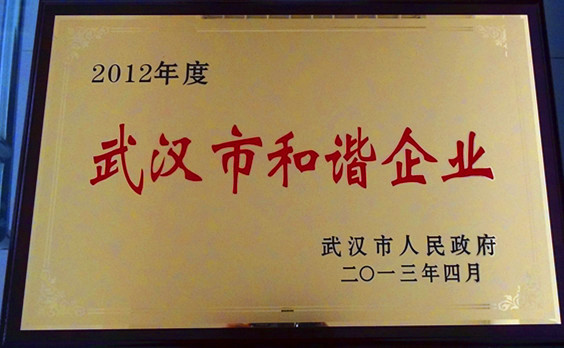 2012年度
武汉市和谐企业
武汉市人民政府
二〇一三年四月